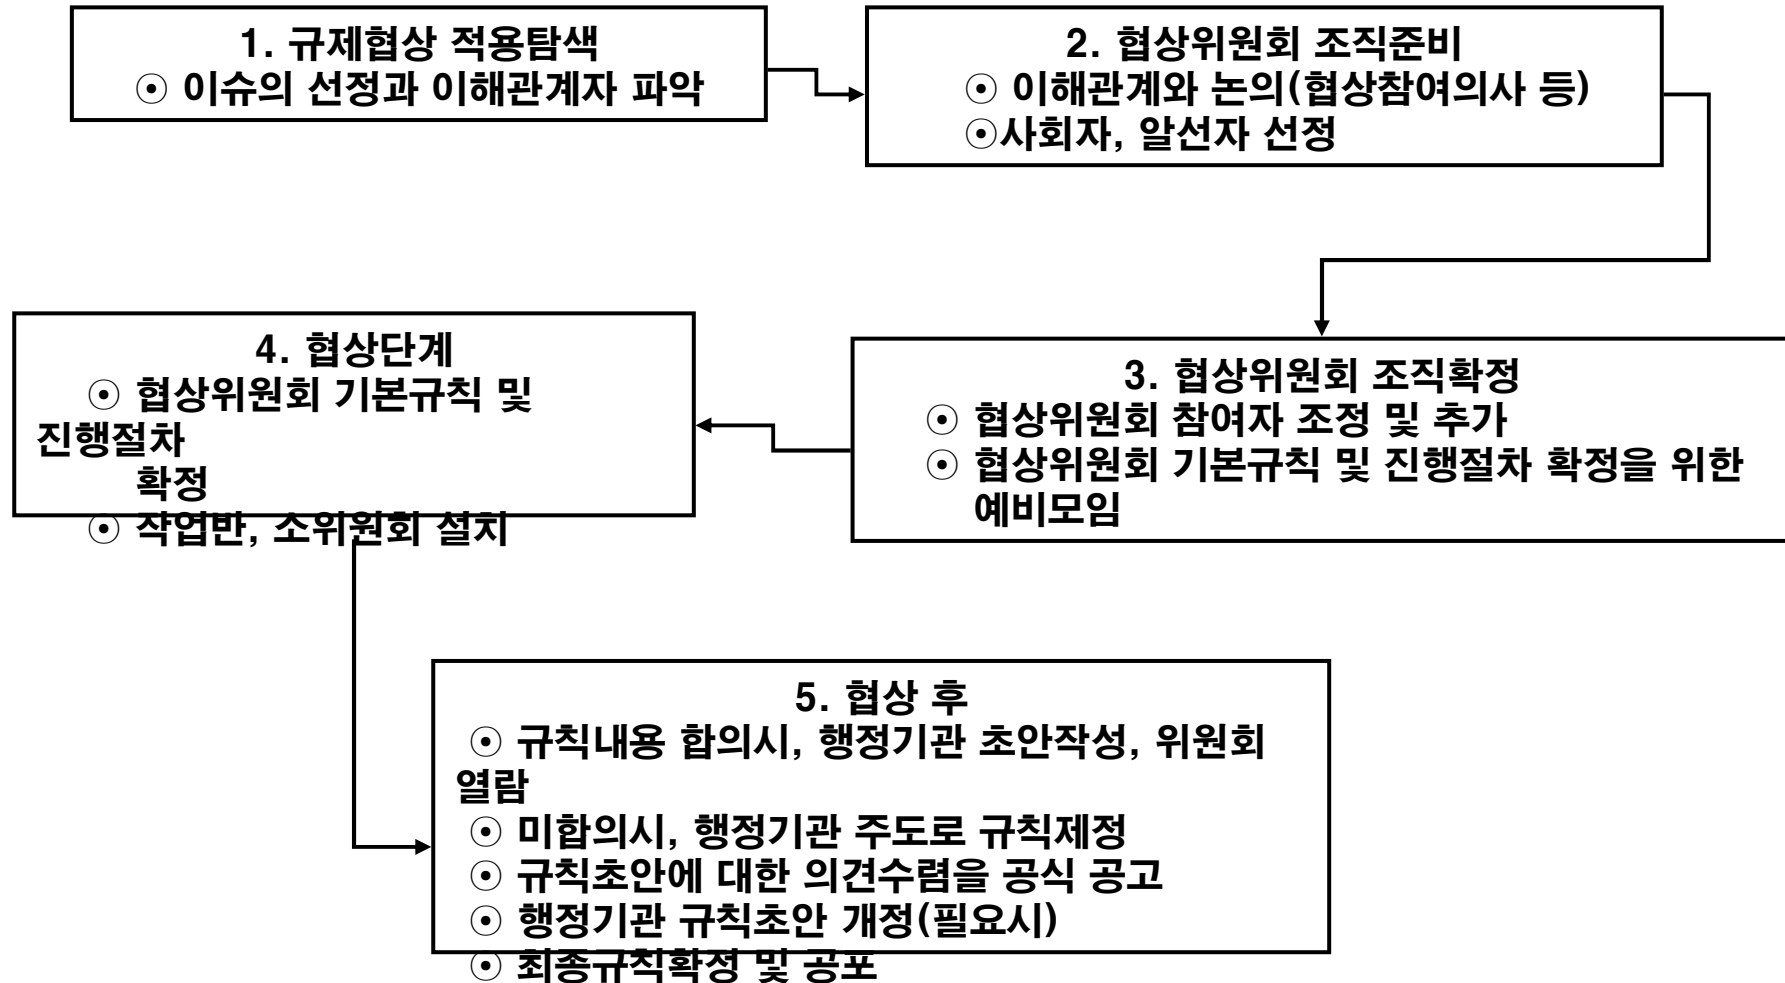 1. 규제협상 적용탐색
⊙ 이슈의 선정과 이해관계자 파악
2. 협상위원회 조직준비
⊙ 이해관계와 논의(협상참여의사 등)
⊙사회자, 알선자 선정
3. 협상위원회 조직확정
⊙ 협상위원회 참여자 조정 및 추가
⊙ 협상위원회 기본규칙 및 진행절차 확정을 위한
예비모임
4. 협상단계
⊙ 협상위원회 기본규칙 및
진행절차
확정
⊙ 작업반, 소위원회 설치
5. 협상 후
⊙ 규칙내용 합의시, 행정기관 초안작성, 위원회
열람
⊙ 미합의시, 행정기관 주도로 규칙제정
⊙ 규칙초안에 대한 의견수렴을 공식 공고
⊙ 행정기관 규칙초안 개정(필요시)
⊙ 최종규칙확정 및 공포